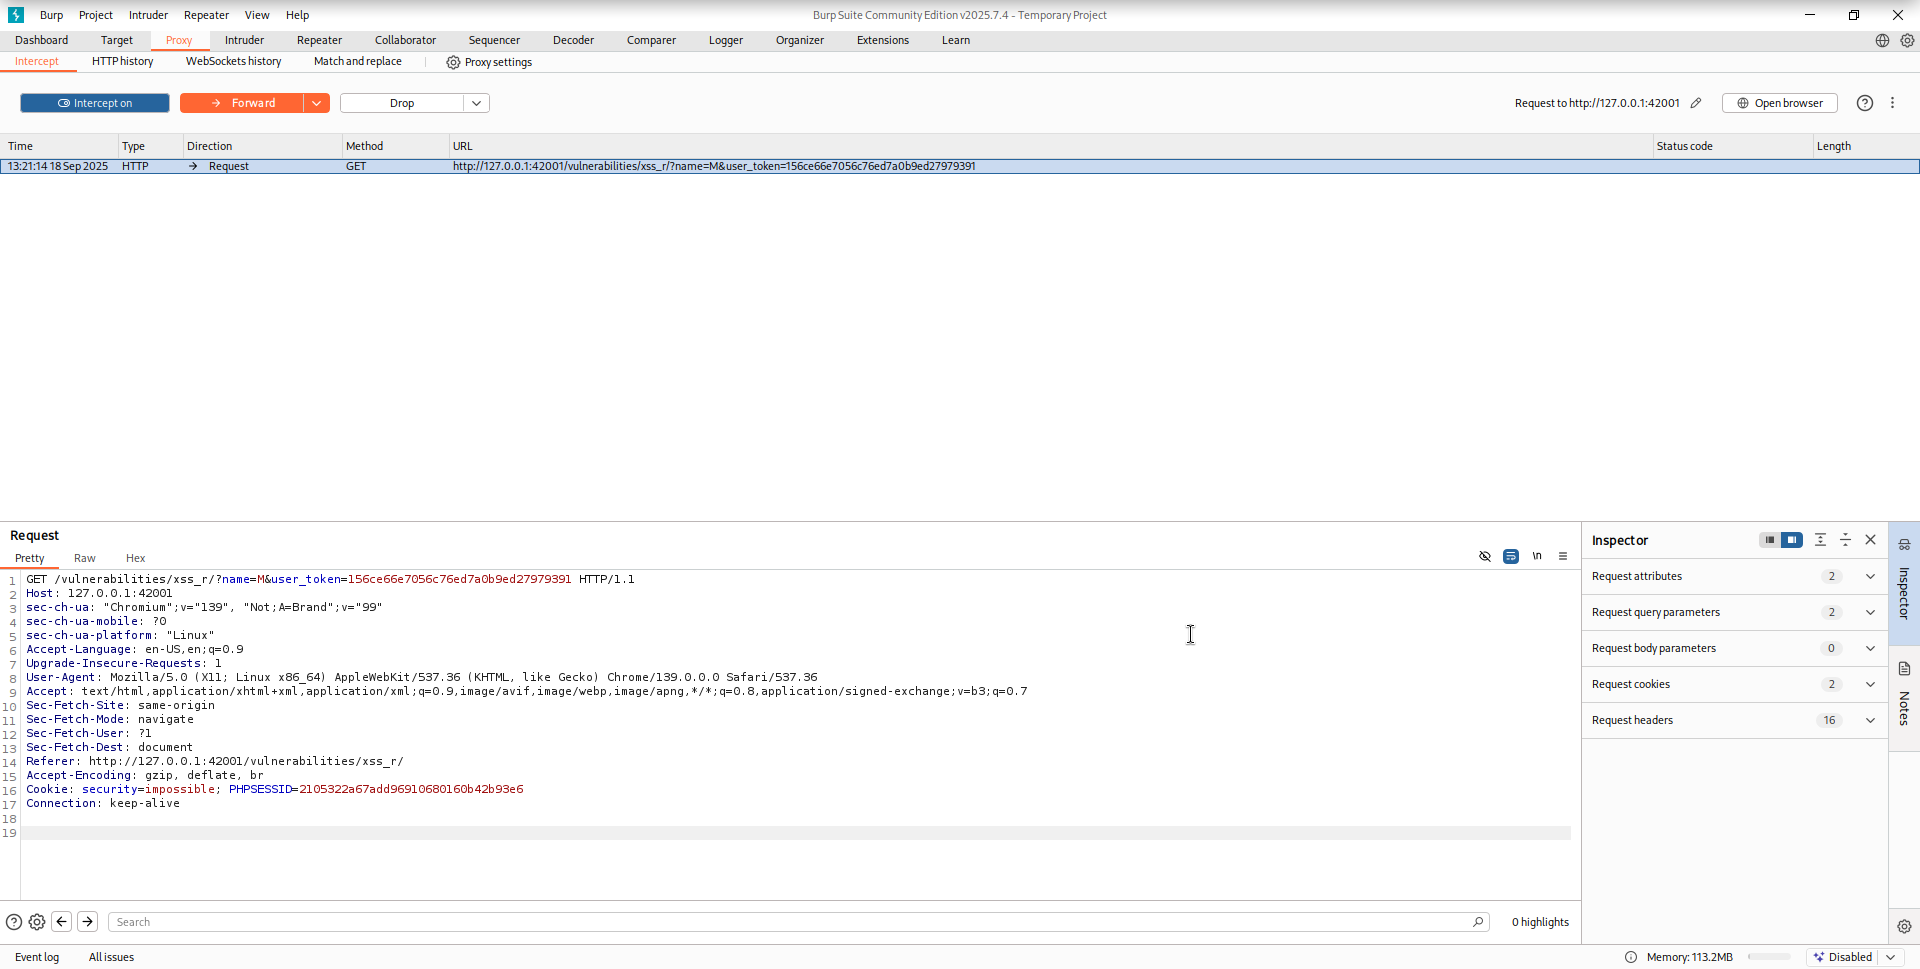 Burp Project Intruder Repeater View Help Burp Suite Community Edition v2025.7.4 - Temporary Project
Dashboard Target Proxy Intruder Repeater Collaborator Sequencer Decoder Comparer Logger Organizer Extensions Learn
Intercept HTTP history WebSockets history Match and replace Proxy settings
Intercept on Forward Drop Request to http://127.0.0.1:42001 Open browser
Time Type Direction Method URL Status code Length
13:21:14 18 Sep 2025 HTTP → Request GET http://127.0.0.1:42001/vulnerabilities/xss_r/?name=M&user_token=156ce66e7056c76ed7a0b9ed27979391
Request
Pretty Raw Hex \n
1 GET /vulnerabilities/xss_r/?name=M&user_token=156ce66e7056c76ed7a0b9ed27979391 HTTP/1.1
2 Host: 127.0.0.1:42001
3 sec-ch-ua: "Chromium";v="139", "Not;A=Brand";v="99"
4 sec-ch-ua-mobile: ?0
5 sec-ch-ua-platform: "Linux"
6 Accept-Language: en-US,en;q=0.9
7 Upgrade-Insecure-Requests: 1
8 User-Agent: Mozilla/5.0 (X11; Linux x86_64) AppleWebKit/537.36 (KHTML, like Gecko) Chrome/139.0.0.0 Safari/537.36
9 Accept: text/html,application/xhtml+xml,application/xml;q=0.9,image/avif,image/webp,image/apng,*/*;q=0.8,application/signed-exchange;v=b3;q=0.7
10 Sec-Fetch-Site: same-origin
11 Sec-Fetch-Mode: navigate
12 Sec-Fetch-User: ?1
13 Sec-Fetch-Dest: document
14 Referer: http://127.0.0.1:42001/vulnerabilities/xss_r/
15 Accept-Encoding: gzip, deflate, br
16 Cookie: security=impossible; PHPSESSID=2105322a67add96910680160b42b93e6
17 Connection: keep-alive
18
19
Search 0 highlights
Inspector
Request attributes 2
Request query parameters 2
Request body parameters 0
Request cookies 2
Request headers 16
Inspector
Notes
Event log All issues Memory: 113.2MB Disabled